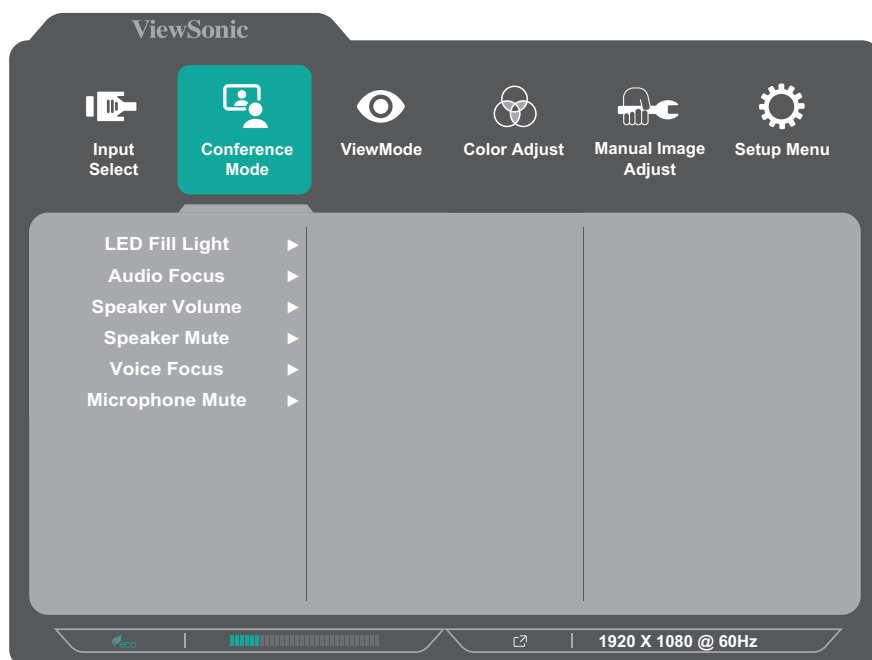 ViewSonic
Input
Select
Conference
Mode
ViewMode
Color Adjust
Manual Image
Adjust
Setup Menu
LED Fill Light
Audio Focus
Speaker Volume
Speaker Mute
Voice Focus
Microphone Mute
eco
1920 X 1080 @ 60Hz